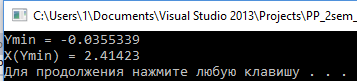 C:\Users\1\Documents\Visual Studio 2013\Projects\PP_2sem_
Ymin = -0.0355339
X(Ymin) = 2.41423
Для продолжения нажмите любую клавишу . . .